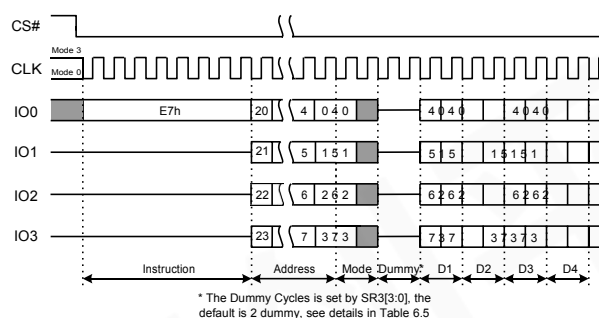 CS#
Mode 3
CLK
Mode 0
IO0 E7h 20 4 0 4 0 4 0 4 0 4 0 4 0
IO1 21 5 1 5 1 5 1 5 1 5 1 5 1
IO2 22 6 2 6 2 6 2 6 2 6 2 6 2
IO3 23 7 3 7 3 7 3 7 3 7 3 7 3
Instruction Address Mode Dummy* D1 D2 D3 D4
* The Dummy Cycles is set by SR3[3:0], the
default is 2 dummy, see details in Table 6.5